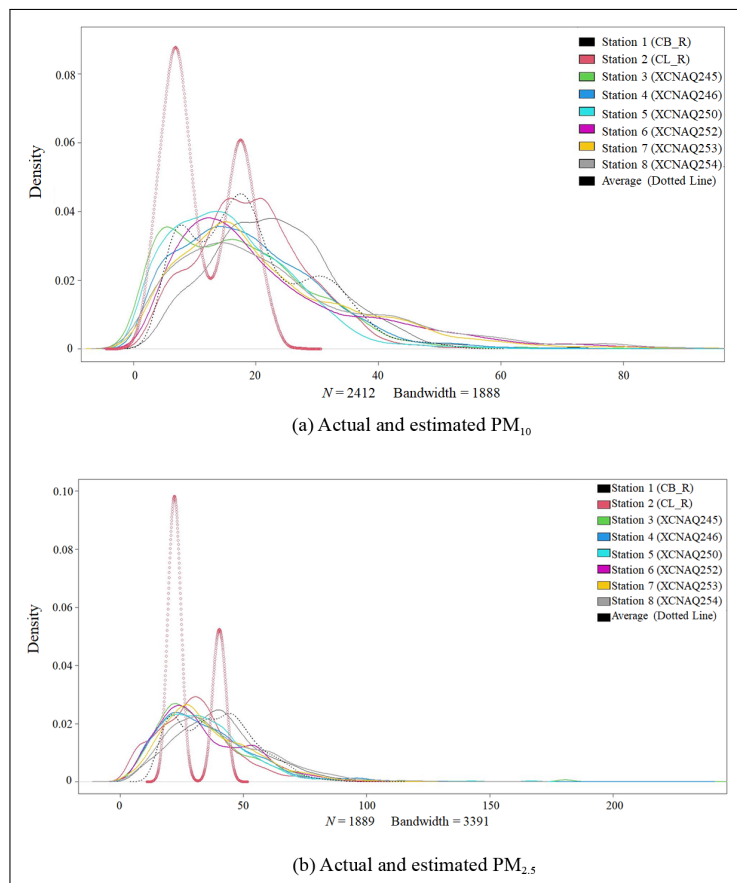 Station 1 (CB_R)
Station 2 (CL_R)
Station 3 (XCNAQ245)
Station 4 (XCNAQ246)
Station 5 (XCNAQ250)
Station 6 (XCNAQ252)
Station 7 (XCNAQ253)
Station 8 (XCNAQ254)
Average (Dotted Line)
0.08
0.06
0.04
0.02
0
Density
0 20 40 60 80
N = 2412 Bandwidth = 1888
(a) Actual and estimated PM₁₀
Station 1 (CB_R)
Station 2 (CL_R)
Station 3 (XCNAQ245)
Station 4 (XCNAQ246)
Station 5 (XCNAQ250)
Station 6 (XCNAQ252)
Station 7 (XCNAQ253)
Station 8 (XCNAQ254)
Average (Dotted Line)
0.10
0.08
0.06
0.04
0.02
0
Density
0 50 100 150 200
N = 1889 Bandwidth = 3391
(b) Actual and estimated PM₂.₅